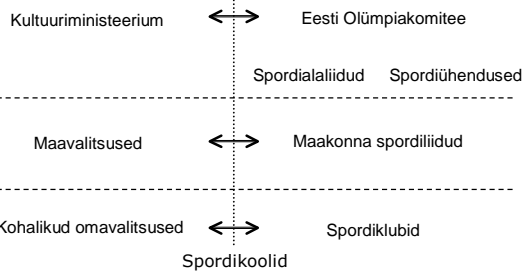 Kultuuriministeerium Eesti Olümpiakomitee
Spordialaliidud Spordiühendused
Maavalitsused Maakonna spordiliidud
Kohalikud omavalitsused Spordiklubid
Spordikoolid